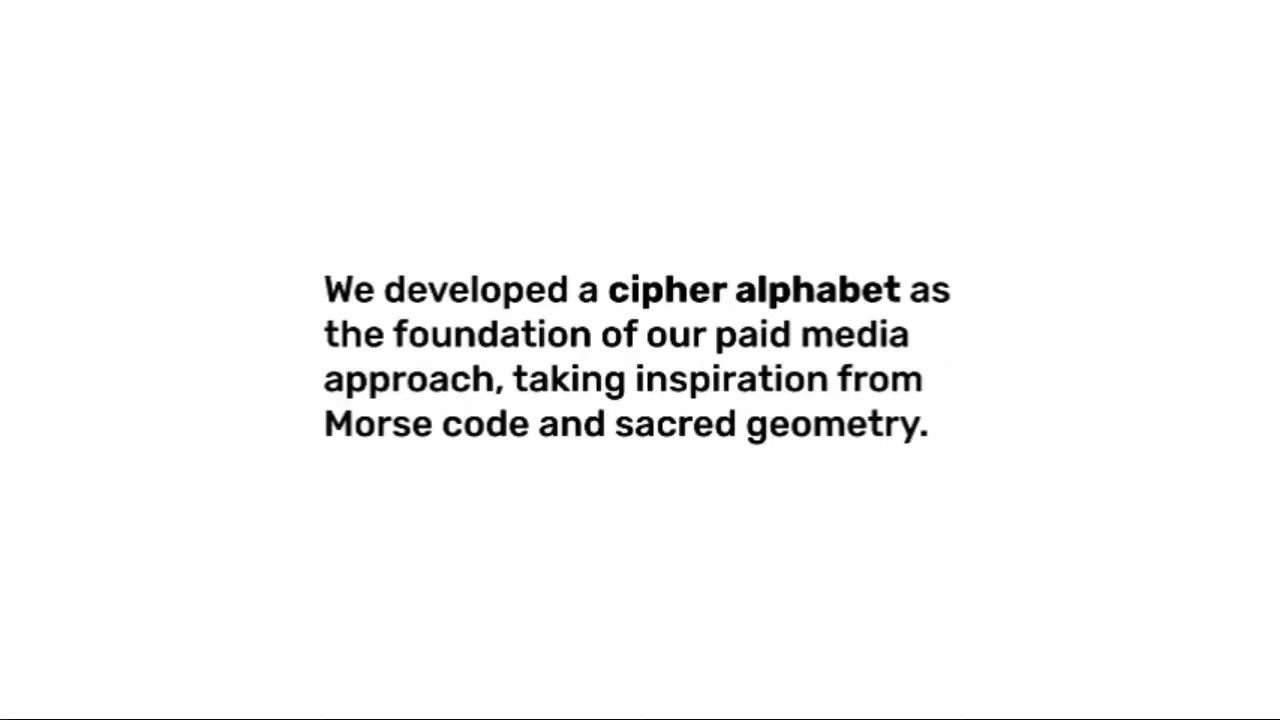 We developed a cipher alphabet as
the foundation of our paid media
approach, taking inspiration from
Morse code and sacred geometry.